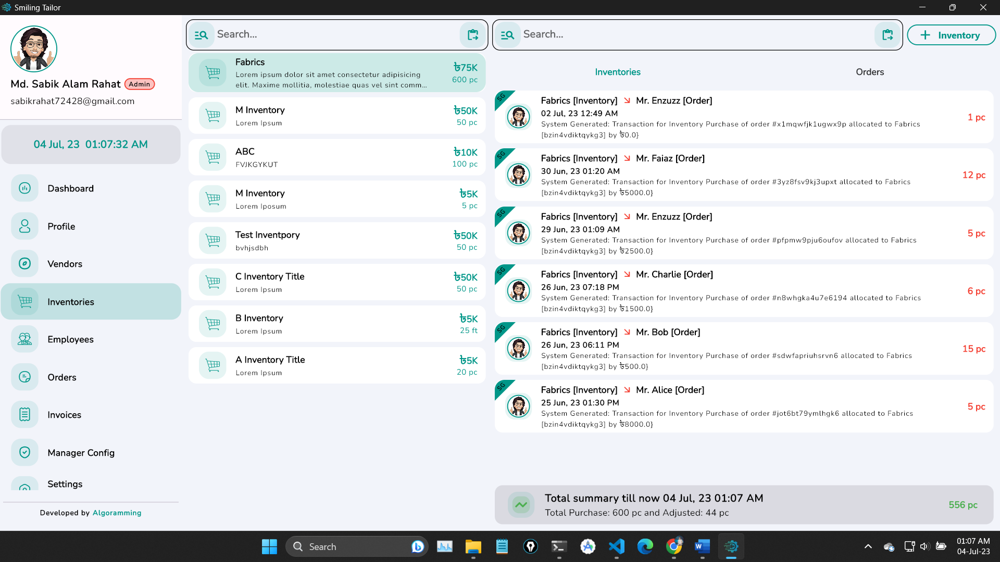 Smiling Tailor
Md. Sabik Alam Rahat Admin
sabikrahat72428@gmail.com
04 Jul, 23 01:07:32 AM
Dashboard
Profile
Vendors
Inventories
Employees
Orders
Invoices
Manager Config
Settings
Developed by Algoramming
Search...
Fabrics
Lorem ipsum dolor sit amet consectetur adipisicing
elit. Maxime mollitia, molestiae quas vel sint comm...
৳75K
600 pc
M Inventory
Lorem Ipsum
৳50K
50 pc
ABC
FVJKGYKUT
৳10K
100 pc
M Inventory
Lorem Iposum
৳5K
5 pc
Test Inventpory
bvhjsdbh
৳50K
50 pc
C Inventory Title
Lorem Ipsum
৳50K
50 pc
B Inventory
Lorem Ipsum
৳5K
25 ft
A Inventory Title
Lorem Ipsum
৳5K
20 pc
Search...
+ Inventory
Inventories
Orders
SG
Fabrics [Inventory] ↘ Mr. Enzuzz [Order]
02 Jul, 23 12:49 AM
System Generated: Transaction for Inventory Purchase of order #x1mqwfjk1ugwx9p allocated to Fabrics
[bzin4vdiktqykg3] by ৳0.0}
1 pc
SG
Fabrics [Inventory] ↘ Mr. Faiaz [Order]
30 Jun, 23 01:20 AM
System Generated: Transaction for Inventory Purchase of order #3yz8fsv9kj3upxt allocated to Fabrics
[bzin4vdiktqykg3] by ৳5000.0}
12 pc
SG
Fabrics [Inventory] ↘ Mr. Enzuzz [Order]
29 Jun, 23 01:09 AM
System Generated: Transaction for Inventory Purchase of order #pfpmw9pju6oufov allocated to Fabrics
[bzin4vdiktqykg3] by ৳2500.0}
5 pc
SG
Fabrics [Inventory] ↘ Mr. Charlie [Order]
26 Jun, 23 07:18 PM
System Generated: Transaction for Inventory Purchase of order #n8whgka4u7e6194 allocated to Fabrics
[bzin4vdiktqykg3] by ৳1500.0}
6 pc
SG
Fabrics [Inventory] ↘ Mr. Bob [Order]
26 Jun, 23 06:11 PM
System Generated: Transaction for Inventory Purchase of order #sdwfapriuhsrvn6 allocated to Fabrics
[bzin4vdiktqykg3] by ৳500.0}
15 pc
SG
Fabrics [Inventory] ↘ Mr. Alice [Order]
25 Jun, 23 01:30 PM
System Generated: Transaction for Inventory Purchase of order #jot6bt79ymlhgk6 allocated to Fabrics
[bzin4vdiktqykg3] by ৳8000.0}
5 pc
Total summary till now 04 Jul, 23 01:07 AM
Total Purchase: 600 pc and Adjusted: 44 pc
556 pc
Search
01:07 AM
04-Jul-23